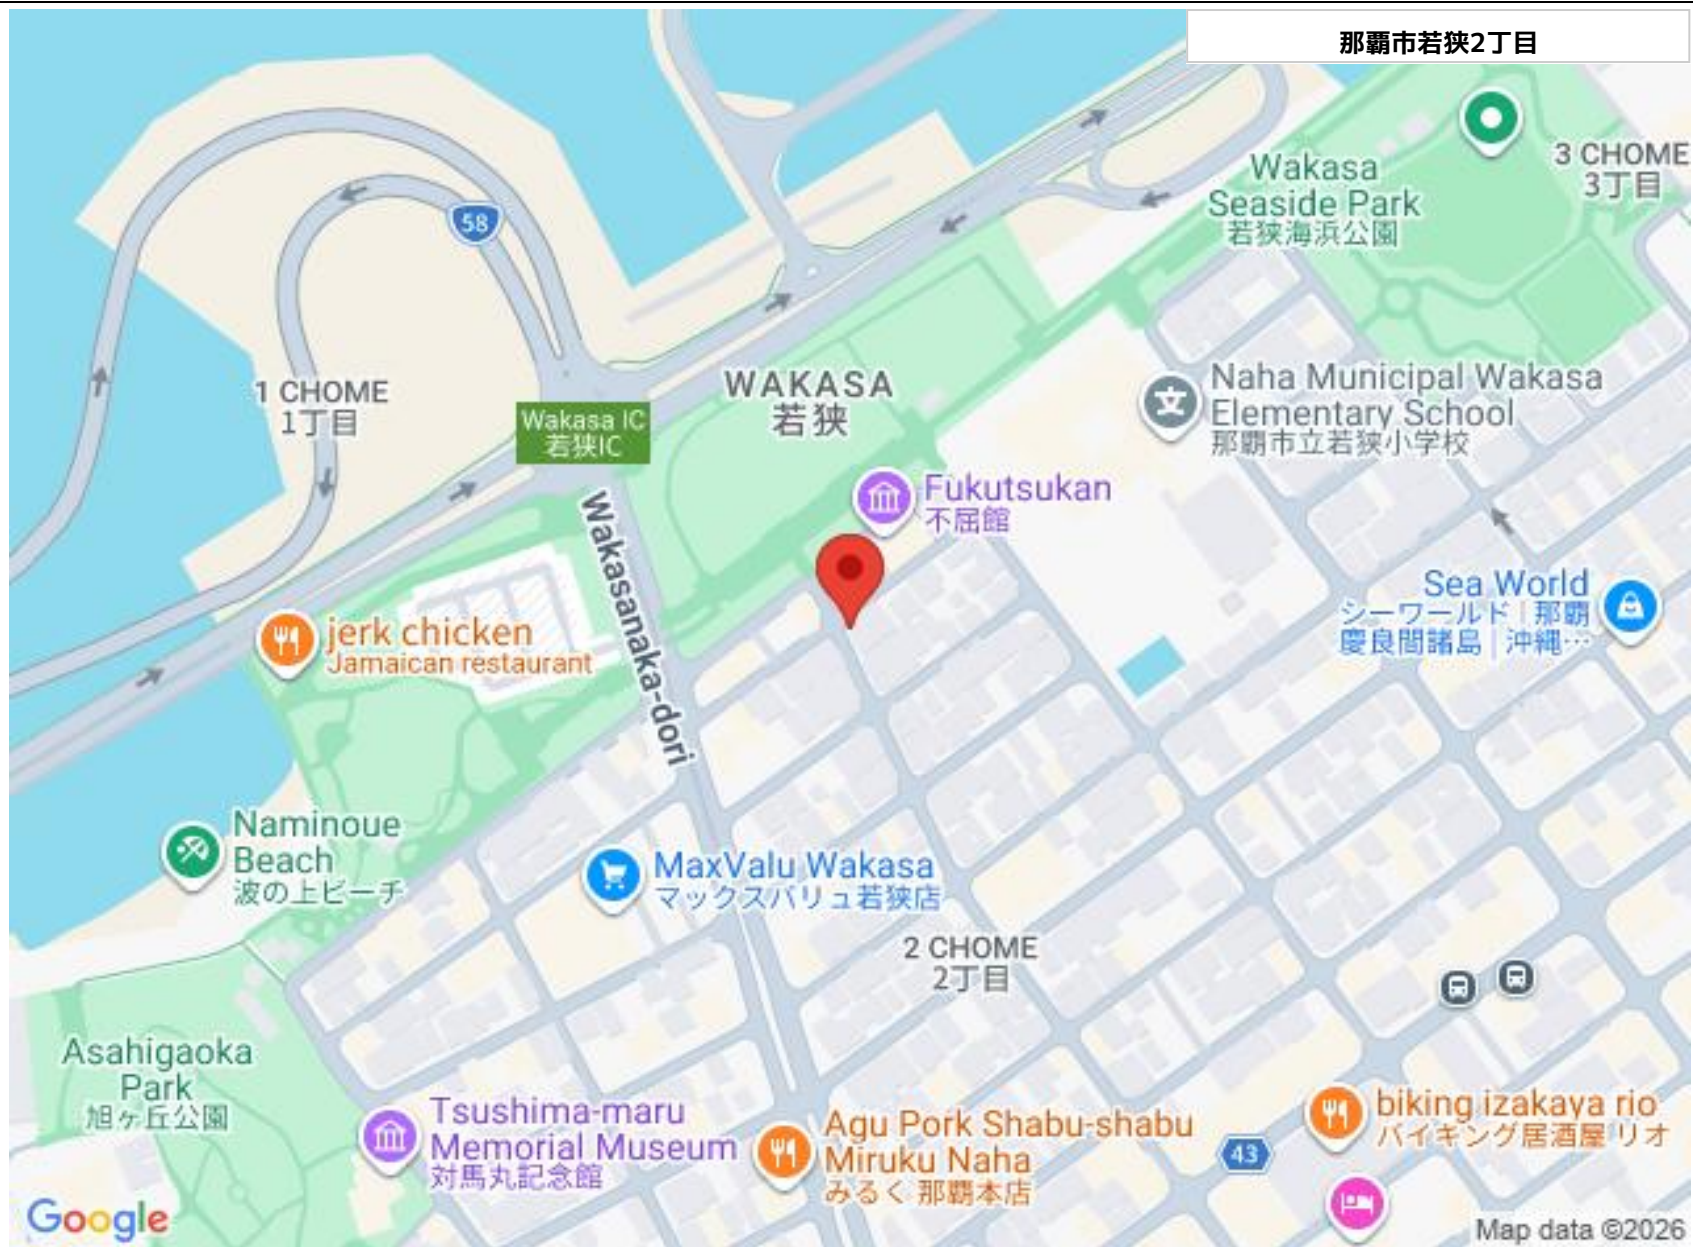 那覇市若狭2丁目
3 CHOME
3丁目
Wakasa
Seaside Park
若狭海浜公園
58
1 CHOME
1丁目
Wakasa IC
若狭IC
WAKASA
若狭
Naha Municipal Wakasa
Elementary School
那覇市立若狭小学校
文
Fukutsukan
不屈館
Wakasanaka-dori
Sea World
シーワールド | 那覇
慶良間諸島 | 沖縄…
jerk chicken
Jamaican restaurant
Naminoue
Beach
波の上ビーチ
MaxValu Wakasa
マックスバリュ若狭店
2 CHOME
2丁目
Asahigaoka
Park
旭ヶ丘公園
Tsushima-maru
Memorial Museum
対馬丸記念館
Agu Pork Shabu-shabu
Miruku Naha
みるく 那覇本店
43
biking izakaya rio
バイキング居酒屋 リオ
Google
Map data ©2026